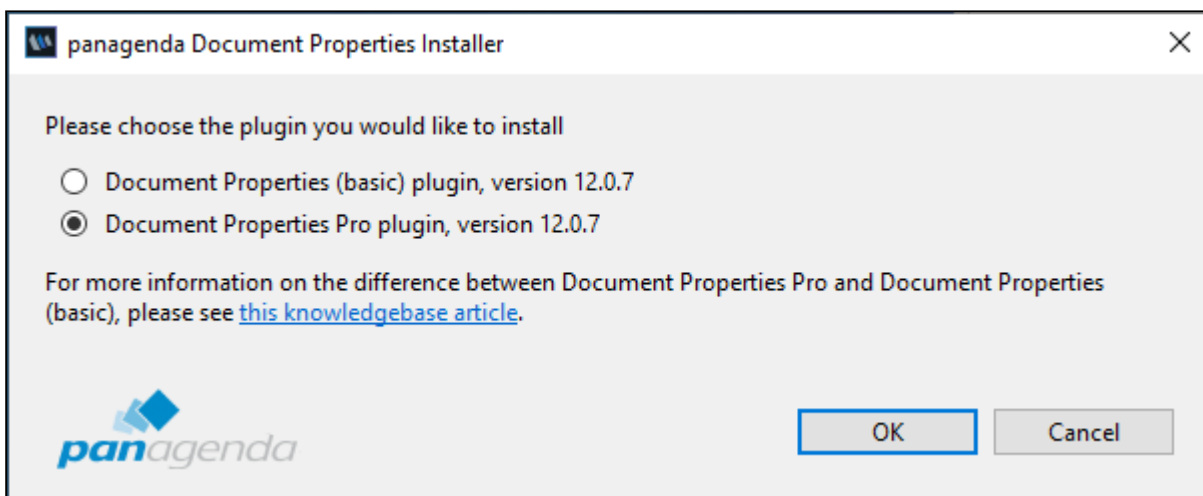 panagenda Document Properties Installer
Please choose the plugin you would like to install
Document Properties (basic) plugin, version 12.0.7
Document Properties Pro plugin, version 12.0.7
For more information on the difference between Document Properties Pro and Document Properties
(basic), please see this knowledgebase article.
panagenda
OK
Cancel